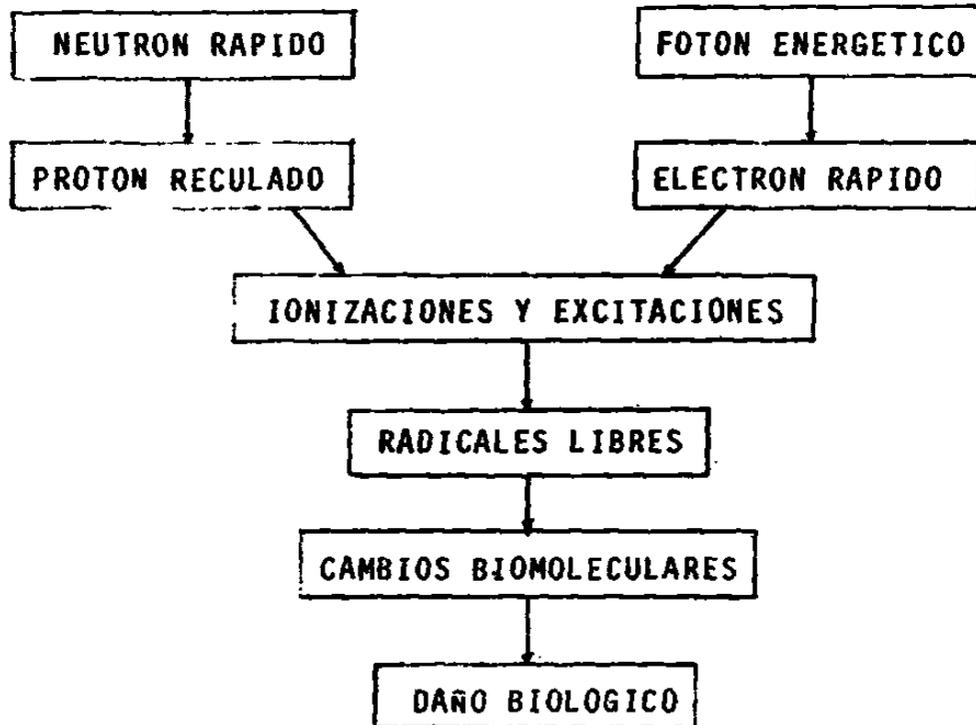 NEUTRON RAPIDO
FOTON ENERGETICO
PROTON RECULADO
ELECTRON RAPIDO
IONIZACIONES Y EXCITACIONES
RADICALES LIBRES
CAMBIOS BIOMOLECULARES
DAÑO BIOLOGICO